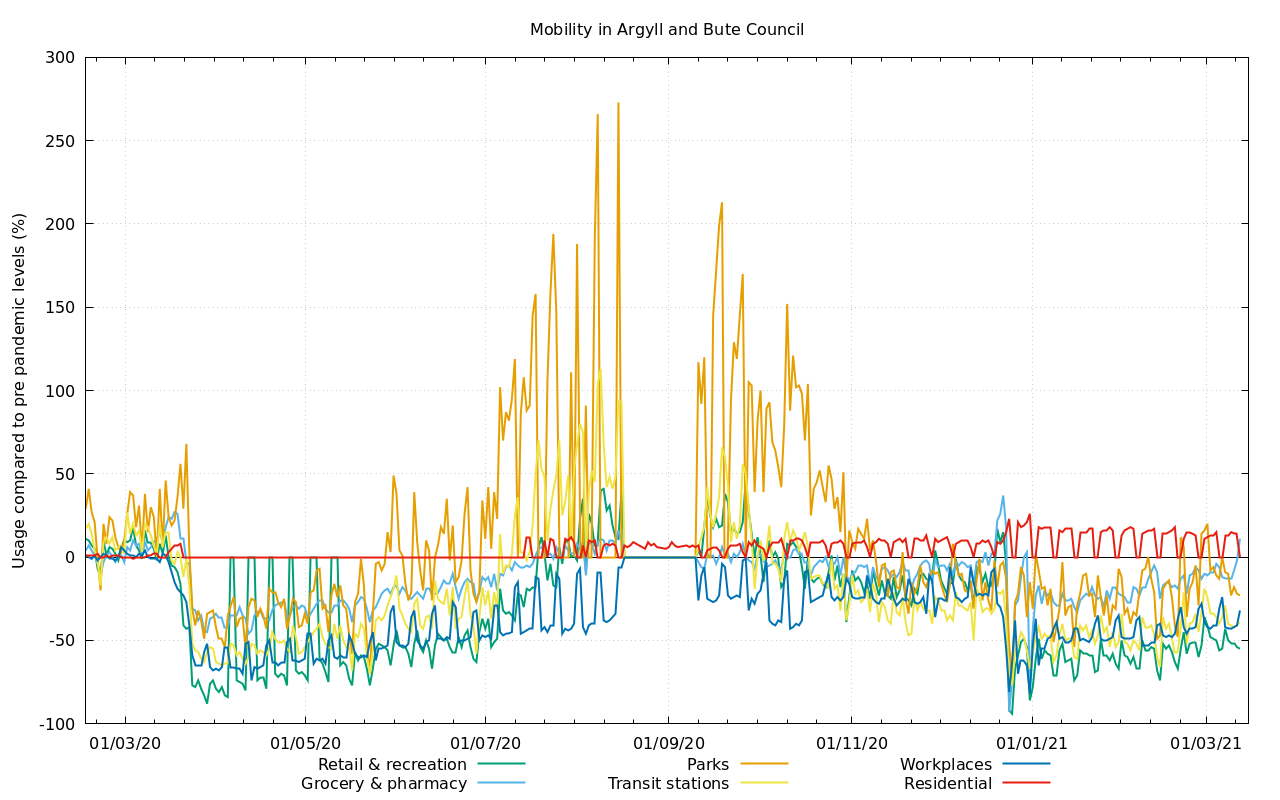 Mobility in Argyll and Bute Council
Usage compared to pre pandemic levels (%)
300
250
200
150
100
50
0
-50
-100
01/03/20 01/05/20 01/07/20 01/09/20 01/11/20 01/01/21 01/03/21
Retail & recreation Parks Workplaces
Grocery & pharmacy Transit stations Residential